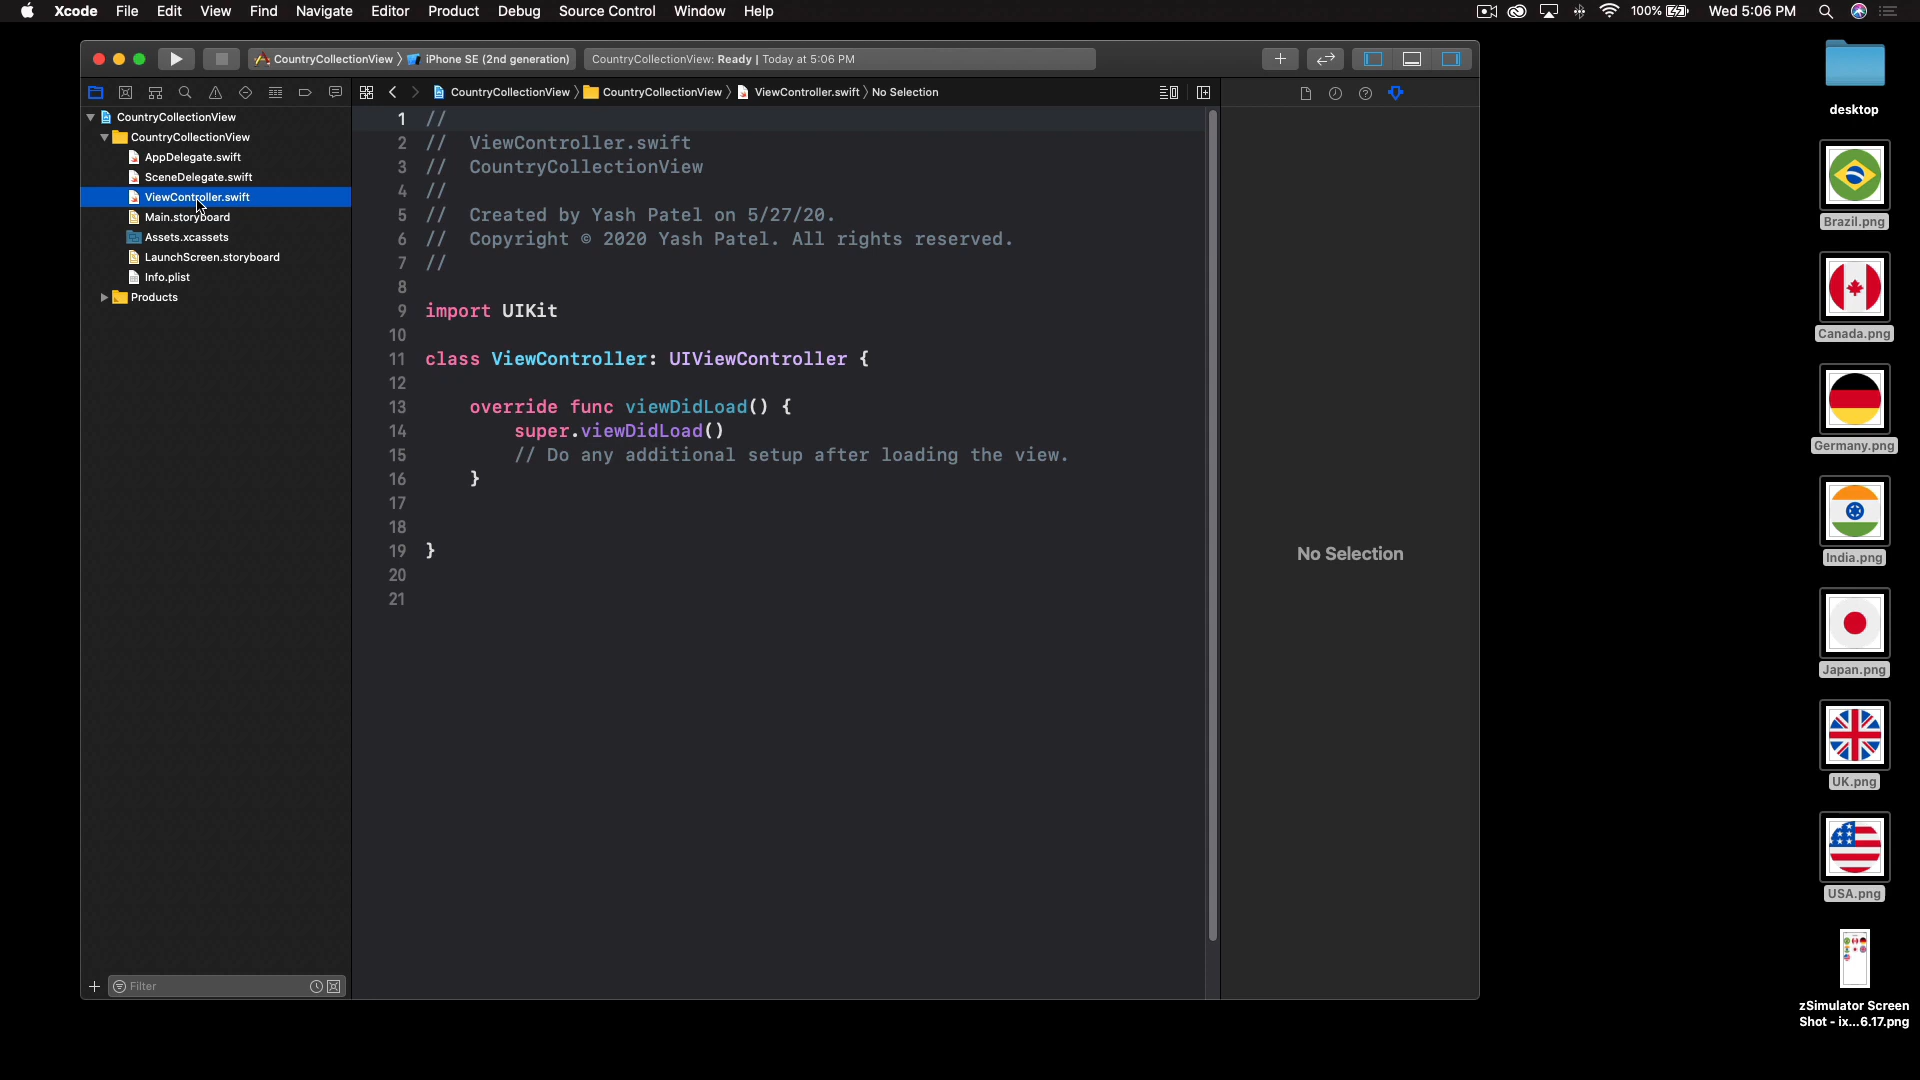 Xcode File Edit View Find Navigate Editor Product Debug Source Control Window Help 100% Wed 5:06 PM
CountryCollectionView 〉 iPhone SE (2nd generation) CountryCollectionView: Ready | Today at 5:06 PM
CountryCollectionView 〉 CountryCollectionView 〉 ViewController.swift 〉 No Selection
CountryCollectionView
CountryCollectionView
AppDelegate.swift
SceneDelegate.swift
ViewController.swift
Main.storyboard
Assets.xcassets
LaunchScreen.storyboard
Info.plist
Products
Filter
1 //
2 // ViewController.swift
3 // CountryCollectionView
4 //
5 // Created by Yash Patel on 5/27/20.
6 // Copyright © 2020 Yash Patel. All rights reserved.
7 //
8
9 import UIKit
10
11 class ViewController: UIViewController {
12
13 override func viewDidLoad() {
14 super.viewDidLoad()
15 // Do any additional setup after loading the view.
16 }
17
18
19 }
20
21
No Selection
desktop
Brazil.png
Canada.png
Germany.png
India.png
Japan.png
UK.png
USA.png
zSimulator Screen
Shot - ix...6.17.png